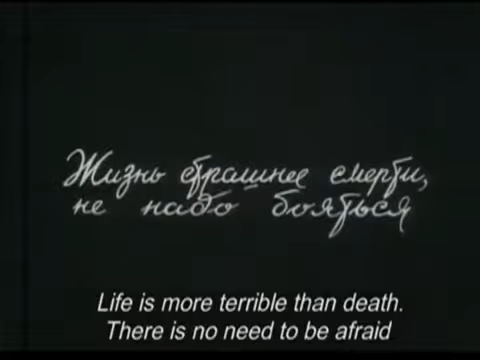 Жизнь страшнее смерти,
не надо бояться
Life is more terrible than death.
There is no need to be afraid